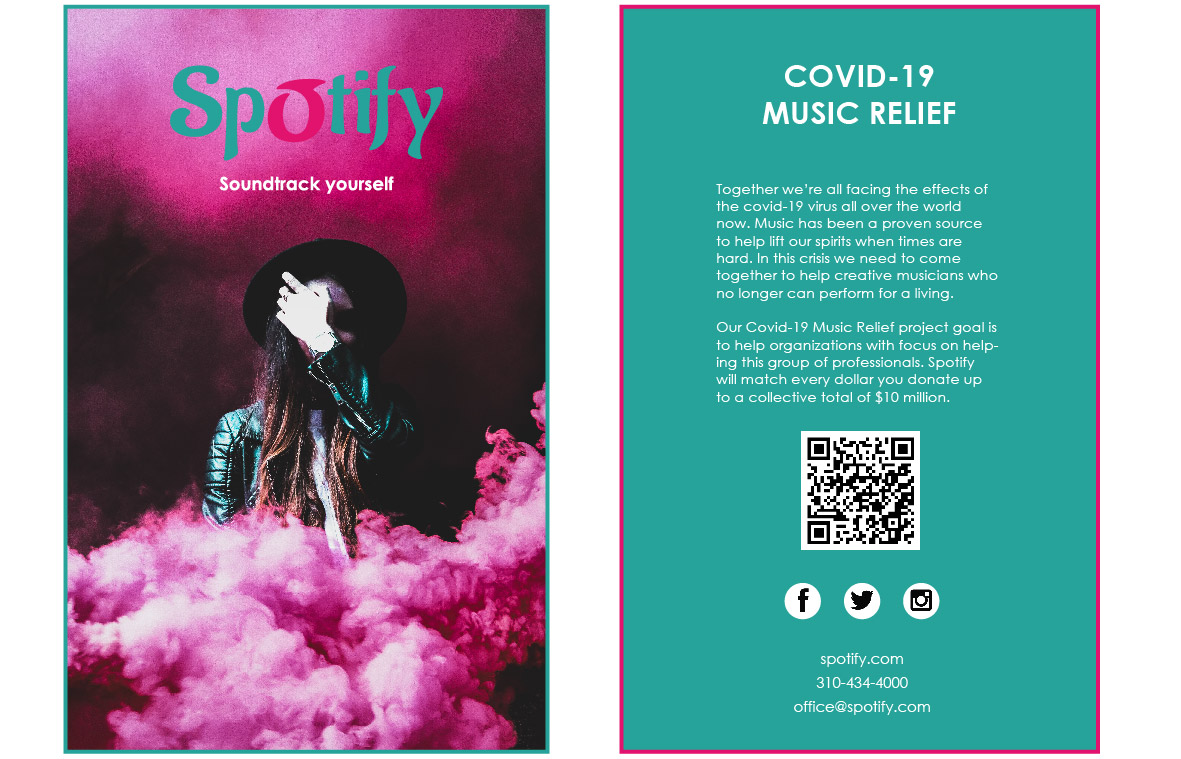 Spotify
Soundtrack yourself
COVID-19
MUSIC RELIEF
Together we’re all facing the effects of
the covid-19 virus all over the world
now. Music has been a proven source
to help lift our spirits when times are
hard. In this crisis we need to come
together to help creative musicians who
no longer can perform for a living.
Our Covid-19 Music Relief project goal is
to help organizations with focus on help-
ing this group of professionals. Spotify
will match every dollar you donate up
to a collective total of $10 million.
spotify.com
310-434-4000
office@spotify.com